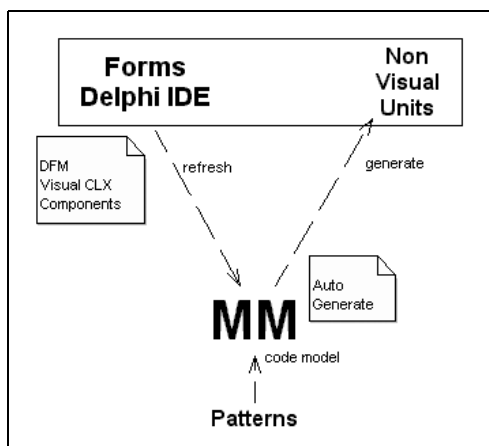 Forms
Delphi IDE
Non
Visual
Units
DFM
Visual CLX
Components
refresh
generate
Auto
Generate
MM
code model
Patterns